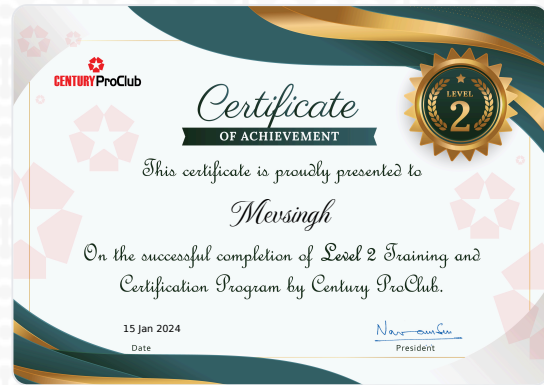 CENTURY ProClub
Certificate
OF ACHIEVEMENT
LEVEL
2
This certificate is proudly presented to
Mevsingh
On the successful completion of Level 2 Training and
Certification Program by Century ProClub.
15 Jan 2024
Date
President